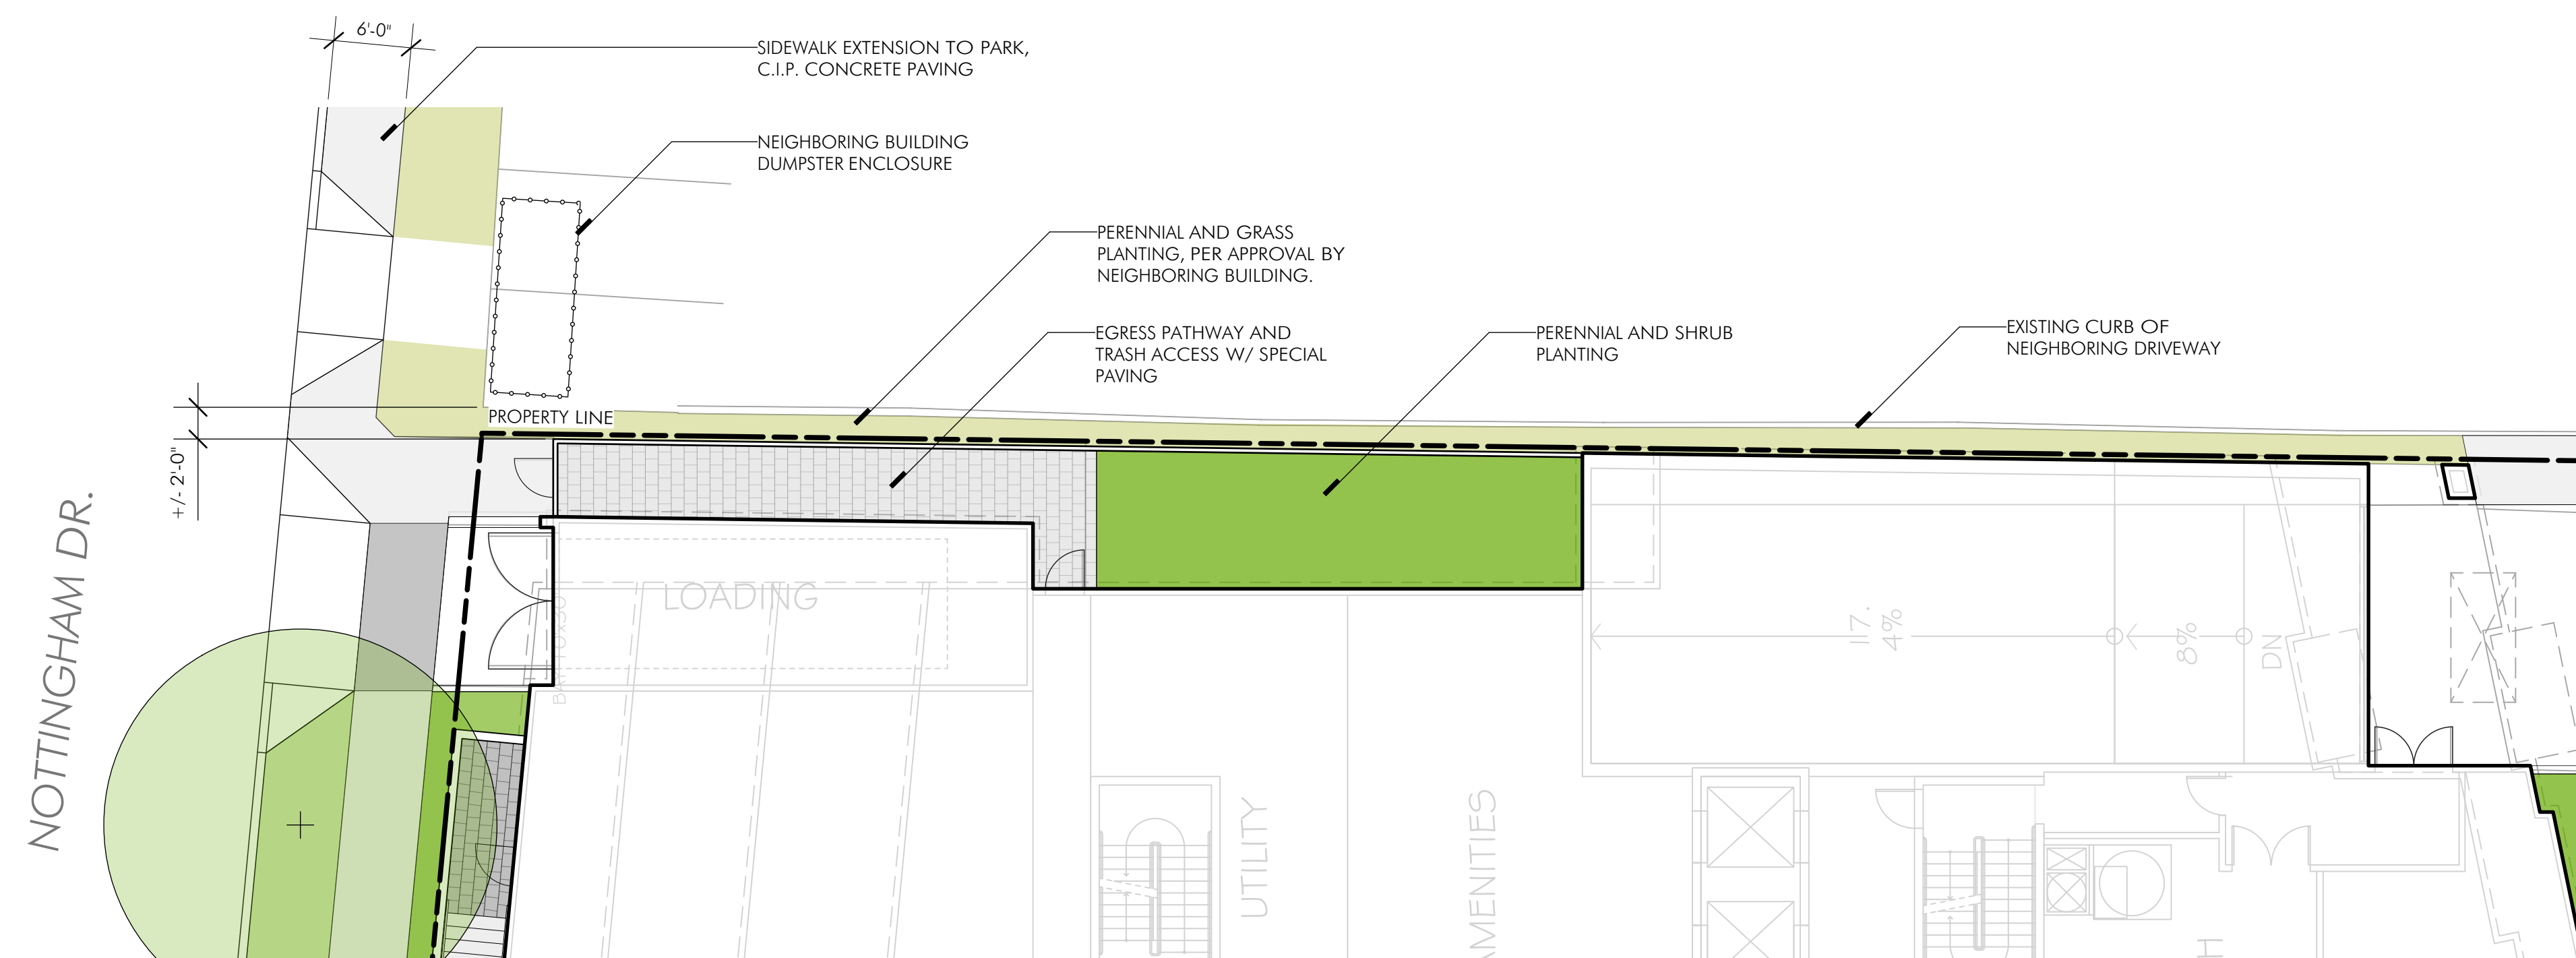 6'-0"
SIDEWALK EXTENSION TO PARK,
C.I.P. CONCRETE PAVING
NEIGHBORING BUILDING
DUMPSTER ENCLOSURE
PERENNIAL AND GRASS
PLANTING, PER APPROVAL BY
NEIGHBORING BUILDING.
EGRESS PATHWAY AND
TRASH ACCESS W/ SPECIAL
PAVING
PERENNIAL AND SHRUB
PLANTING
EXISTING CURB OF
NEIGHBORING DRIVEWAY
PROPERTY LINE
+/- 2'-0"
NOTTINGHAM DR.
LOADING
17.
4%
8%
DN
UTILITY